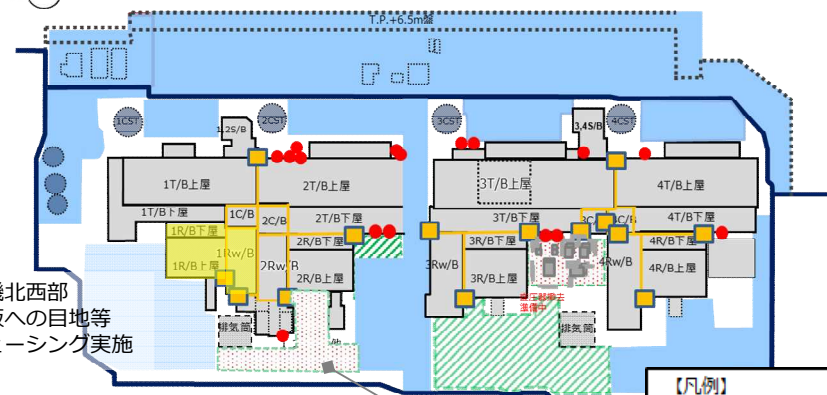 T.P.+6.5m盤
1CST
2CST
3CST
4CST
1,2S/B
3,4S/B
1T/B上屋
2T/B上屋
3T/B上屋
4T/B上屋
1T/B下屋
2T/B下屋
3T/B下屋
4T/B下屋
1C/B
2C/B
1R/B下屋
2R/B下屋
3R/B下屋
4R/B下屋
1Rw/B
2Rw/B
3Rw/B
4Rw/B
1R/B上屋
2R/B上屋
3R/B上屋
4R/B上屋
準備中
排気筒
排気筒
北西部
への目地等
ーシング実施
【凡例】